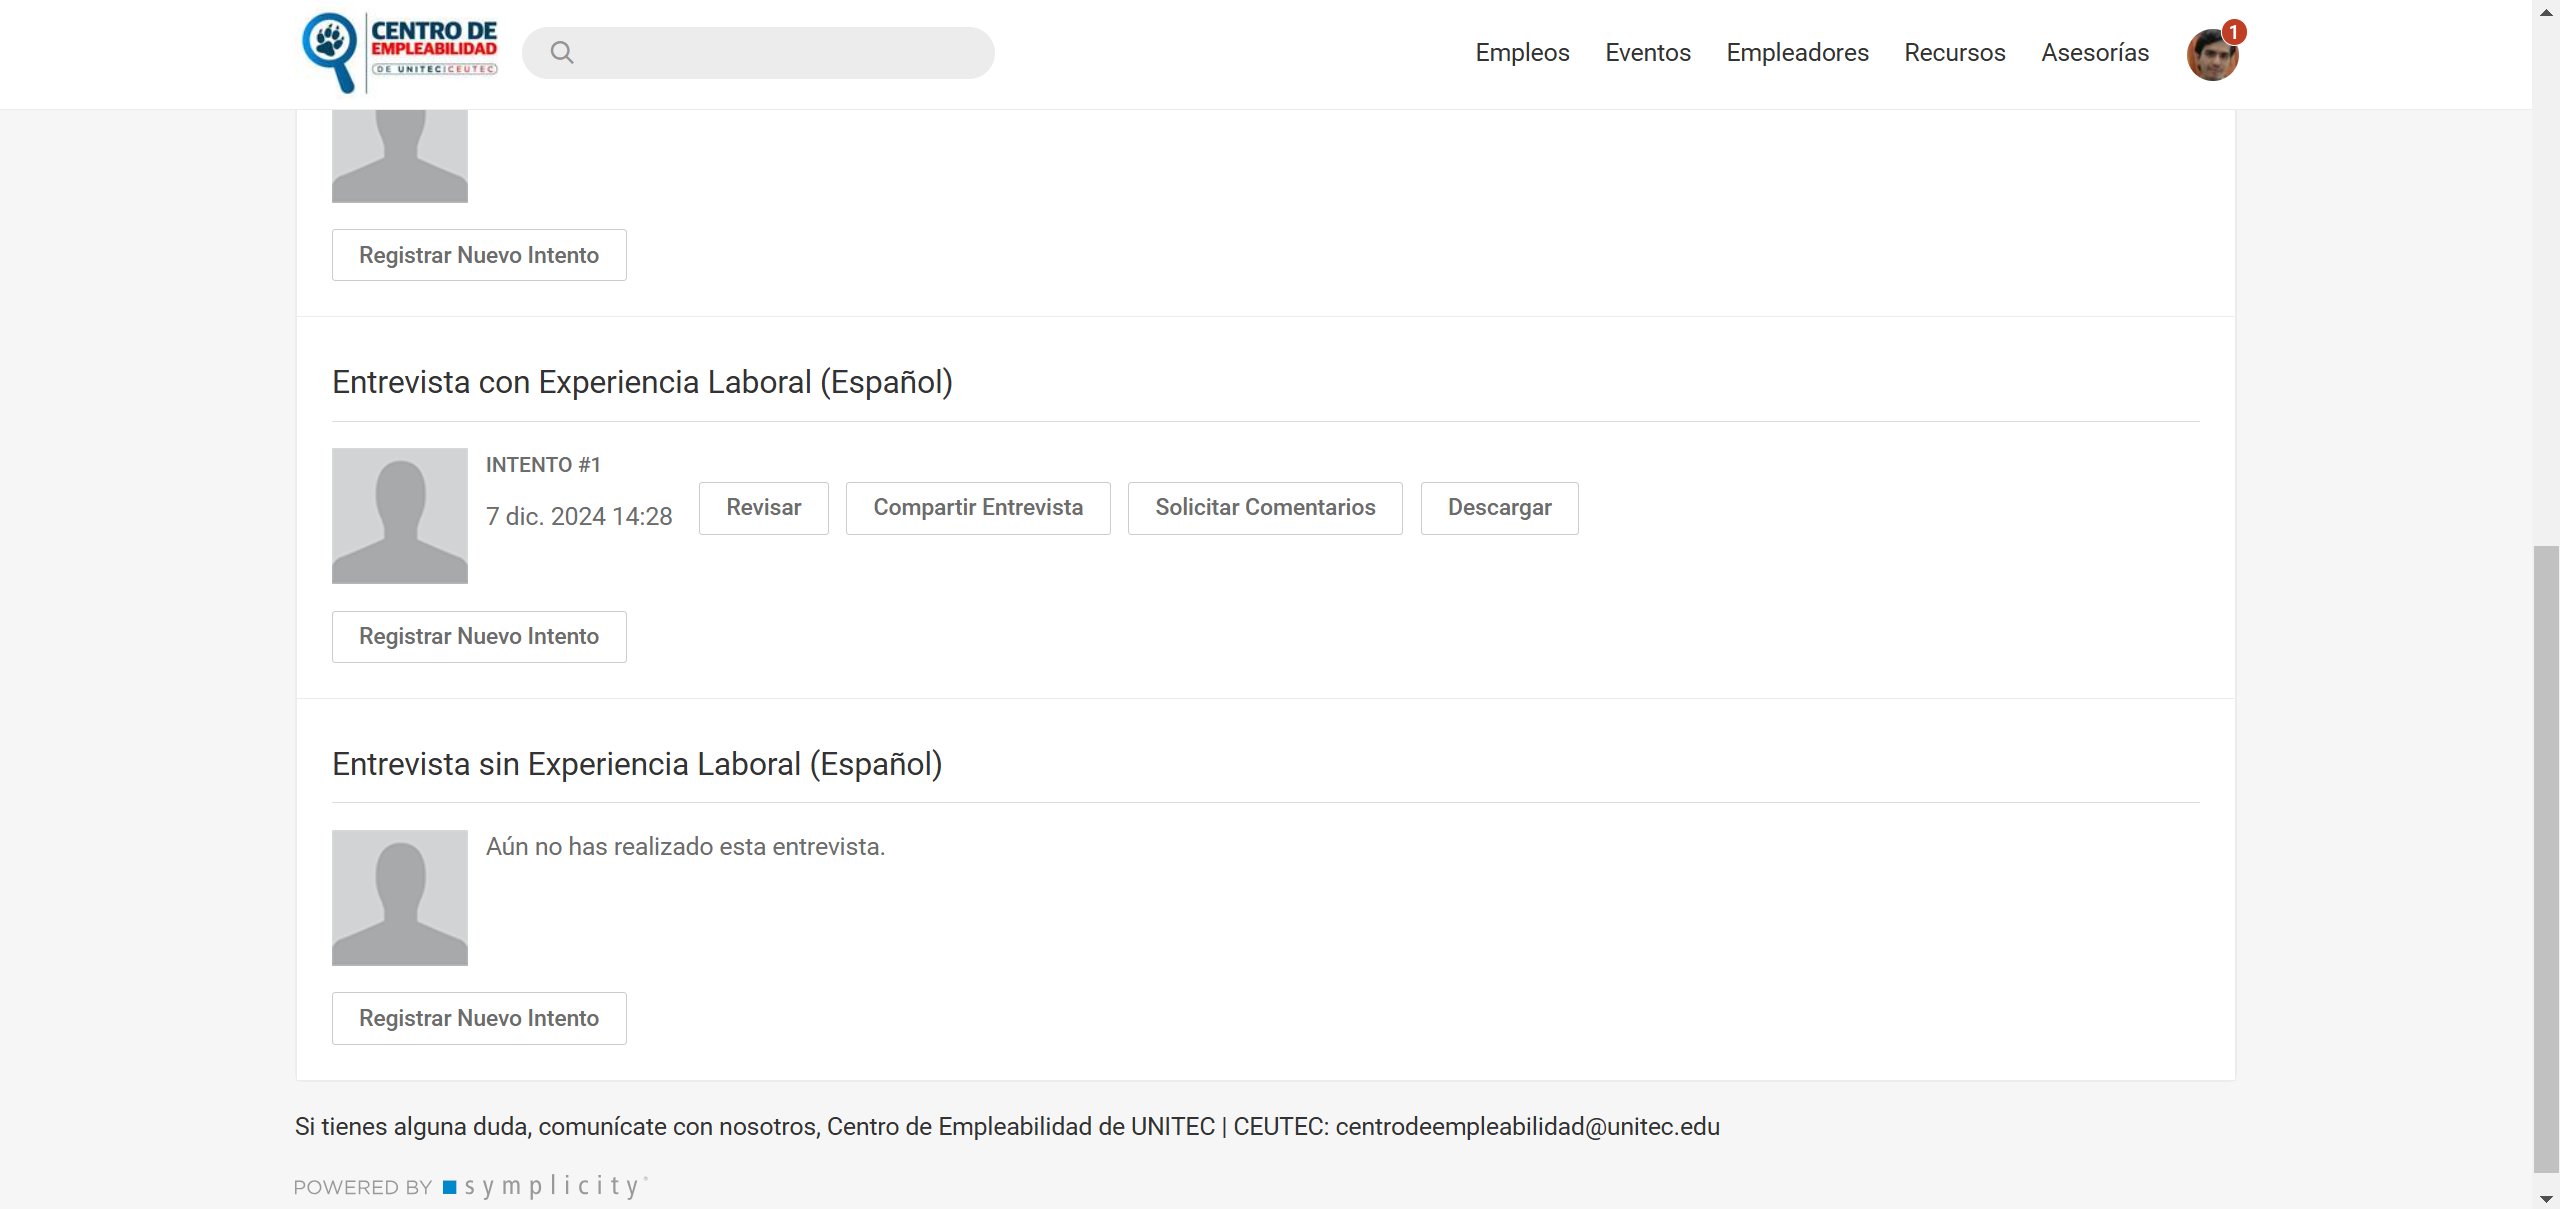 CENTRO DE
EMPLEABILIDAD
DE UNITEC|CEUTEC
Empleos Eventos Empleadores Recursos Asesorías 1
Registrar Nuevo Intento
Entrevista con Experiencia Laboral (Español)
INTENTO #1
7 dic. 2024 14:28 Revisar Compartir Entrevista Solicitar Comentarios Descargar
Registrar Nuevo Intento
Entrevista sin Experiencia Laboral (Español)
Aún no has realizado esta entrevista.
Registrar Nuevo Intento
Si tienes alguna duda, comunícate con nosotros, Centro de Empleabilidad de UNITEC | CEUTEC: centrodeempleabilidad@unitec.edu
POWERED BY symplicity